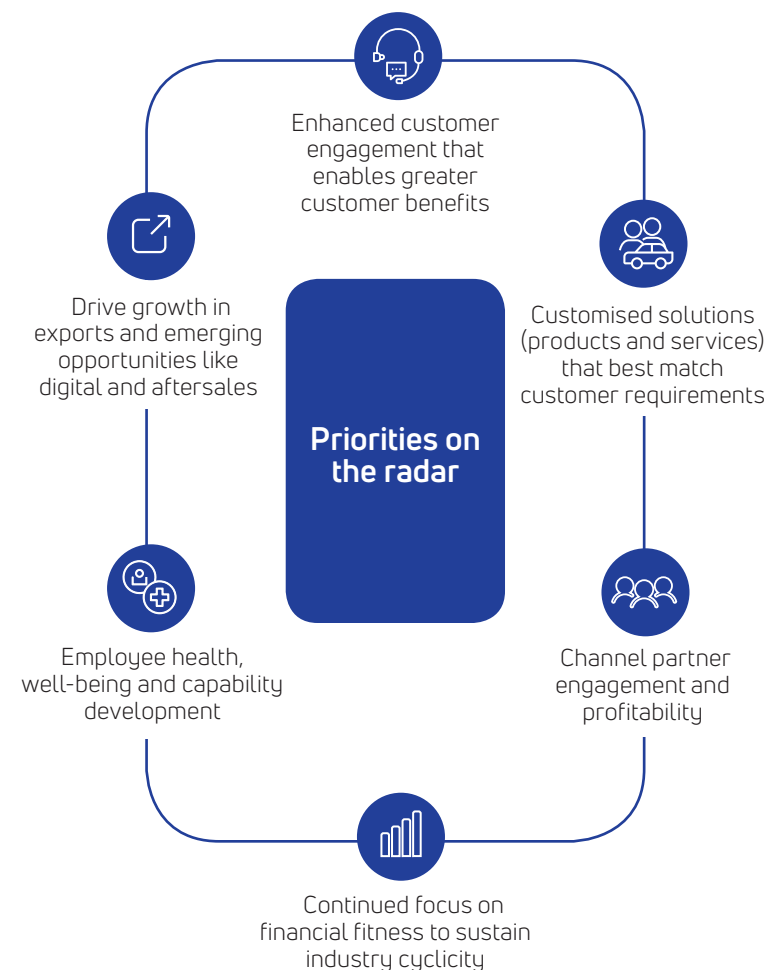 Enhanced customer
engagement that
enables greater
customer benefits
Customised solutions
(products and services)
that best match
customer requirements
Channel partner
engagement and
profitability
Continued focus on
financial fitness to sustain
industry cyclicity
Employee health,
well-being and capability
development
Drive growth in
exports and emerging
opportunities like
digital and aftersales
Priorities on
the radar